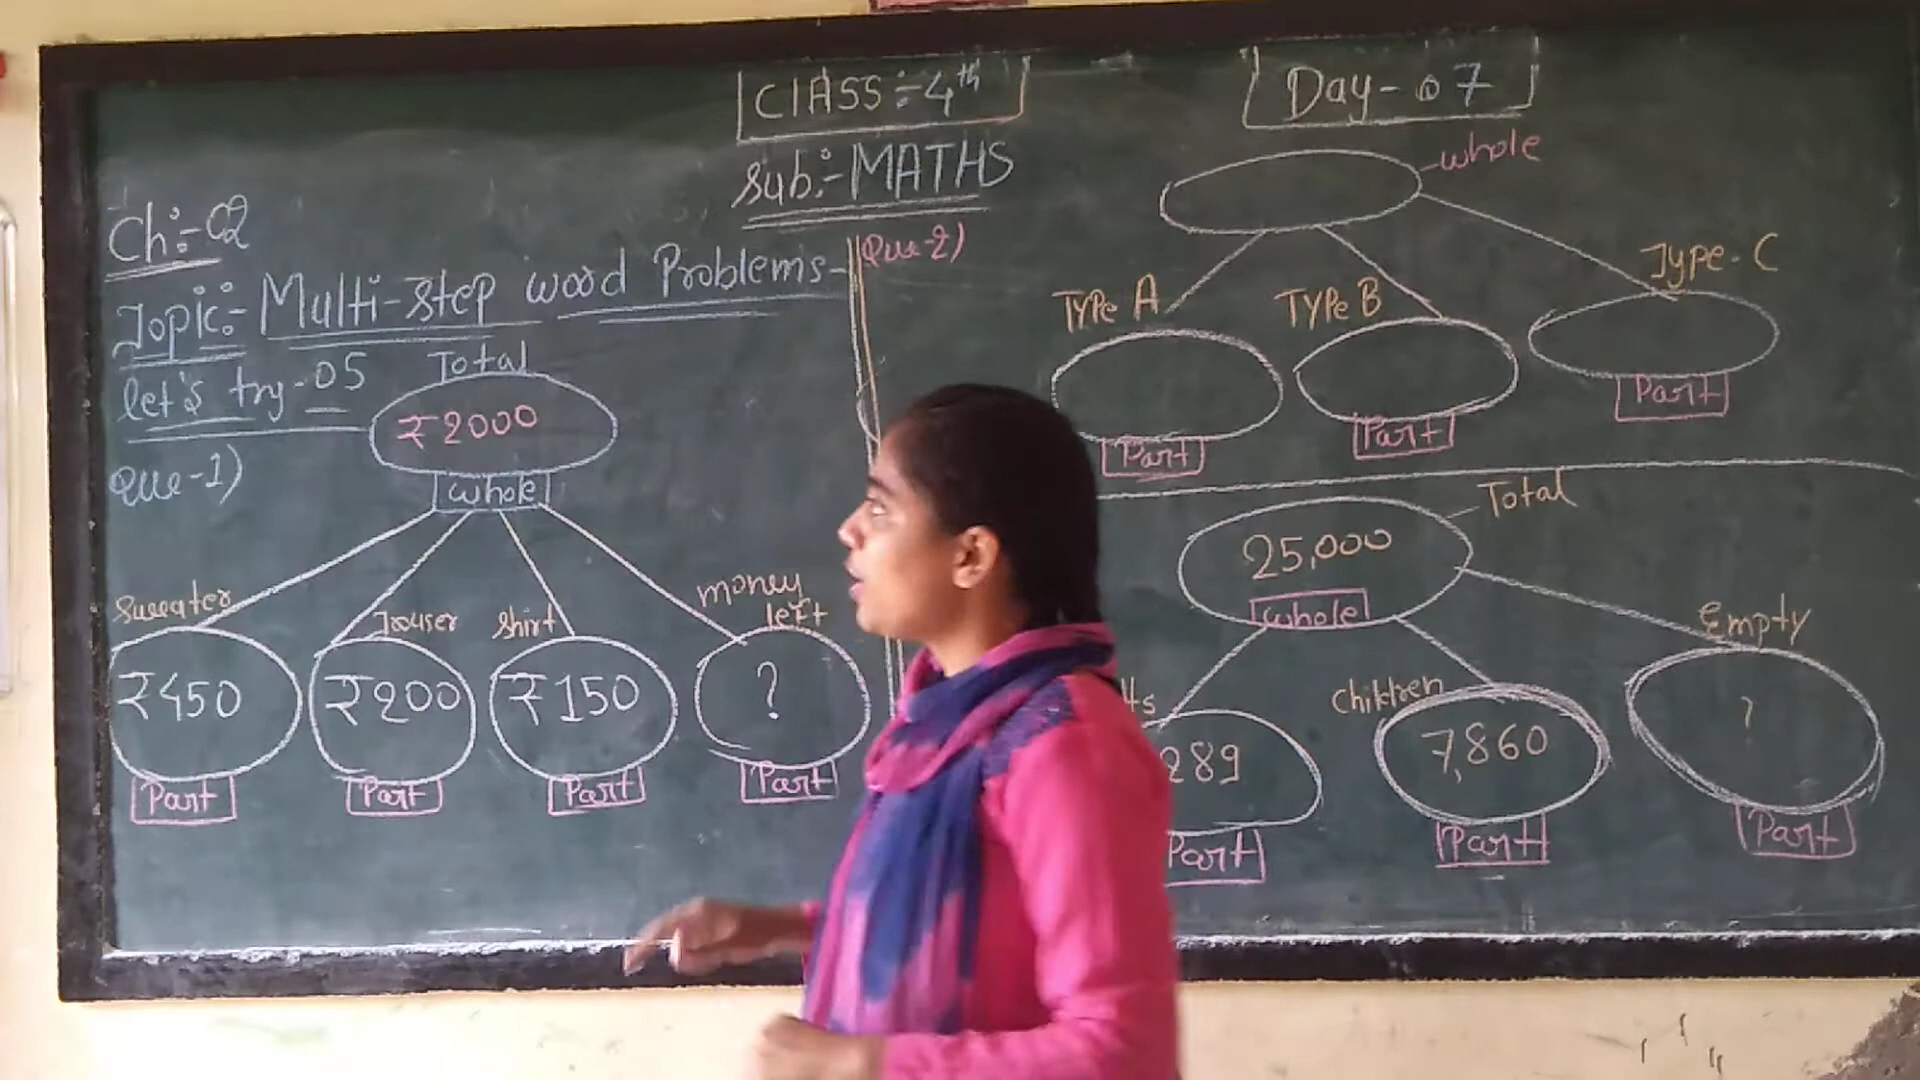 CLASS:-4th
Day-07
Sub:-MATHS
Ch:-02
Topic:- Multi-step word Problems-
let's try-05
Que-1)
Total
₹2000
whole
Sweater
Trouser
Shirt
money left
₹450
₹200
₹150
?
Part
Part
Part
Part
Que-2)
whole
Type A
Type B
Type-C
Part
Part
Part
Total
25,000
whole
Children
Empty
289
7,860
?
Part
Part
Part